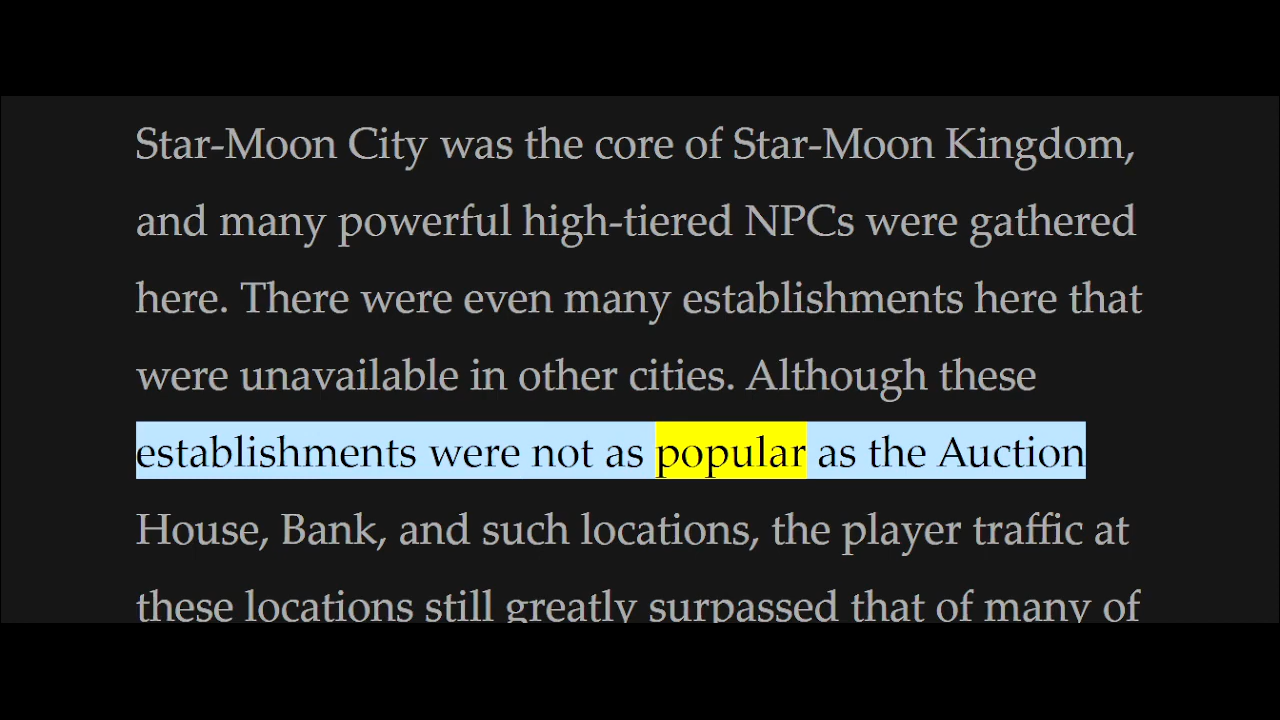 Star-Moon City was the core of Star-Moon Kingdom,
and many powerful high-tiered NPCs were gathered
here. There were even many establishments here that
were unavailable in other cities. Although these
establishments were not as popular as the Auction
House, Bank, and such locations, the player traffic at
these locations still greatly surpassed that of many of